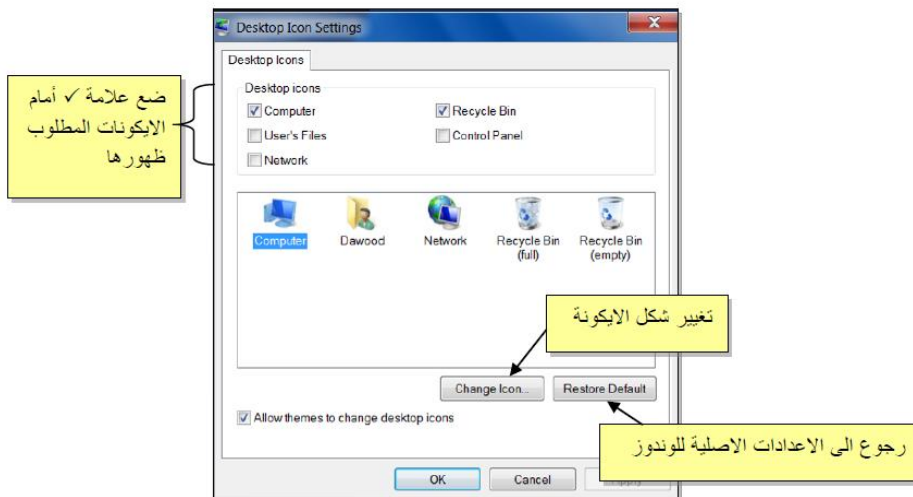 Desktop Icon Settings
Desktop Icons
Desktop icons
Computer
Recycle Bin
User's Files
Control Panel
Network
ضع علامة ✓ أمام
الايكونات المطلوب
ظهورها
Computer
Dawood
Network
Recycle Bin
(full)
Recycle Bin
(empty)
تغيير شكل الايكونة
Change Icon...
Restore Default
Allow themes to change desktop icons
رجوع الى الاعدادات الاصلية للوندوز
OK
Cancel